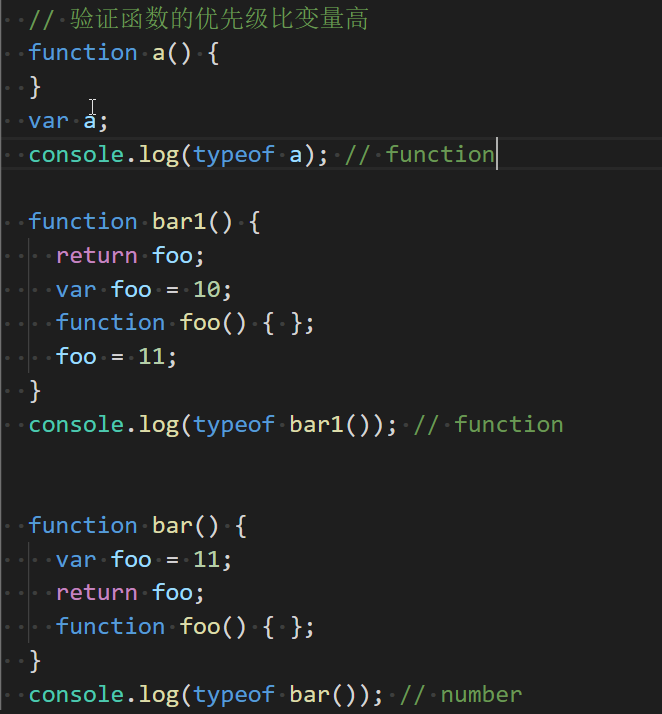 // 验证函数的优先级比变量高
function a() {
}
var a;
console.log(typeof a); // function
function bar1() {
return foo;
var foo = 10;
function foo() { };
foo = 11;
}
console.log(typeof bar1()); // function
function bar() {
var foo = 11;
return foo;
function foo() { };
}
console.log(typeof bar()); // number